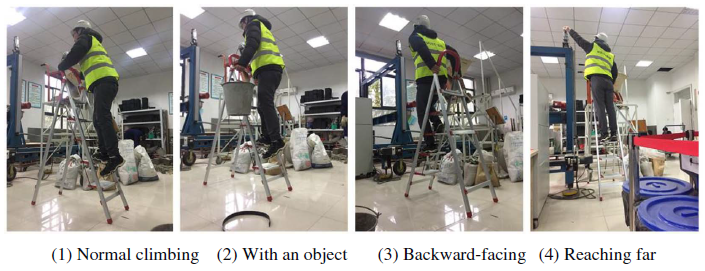 (1) Normal climbing (2) With an object (3) Backward-facing (4) Reaching far